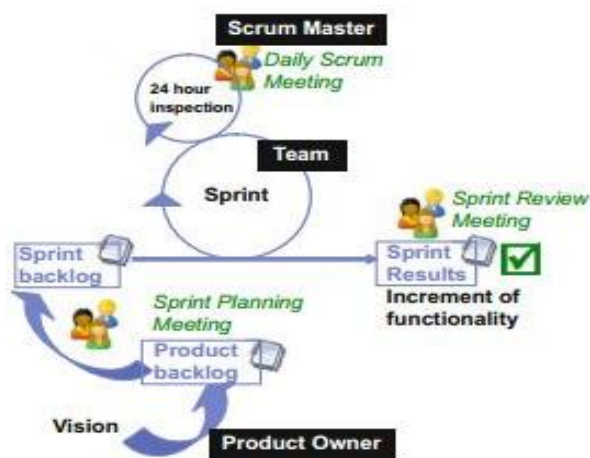 Scrum Master
Daily Scrum
Meeting
24 hour
inspection
Team
Sprint
Sprint Review
Meeting
Sprint
backlog
Sprint
Results
Increment of
functionality
Sprint Planning
Meeting
Product
backlog
Vision
Product Owner